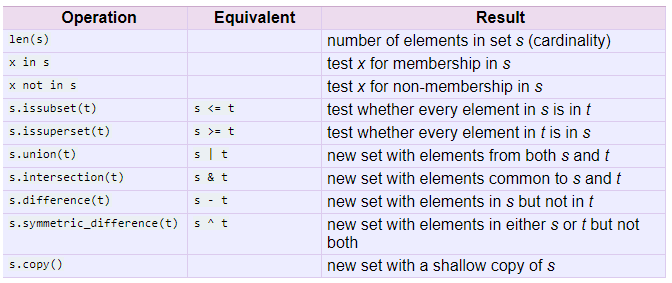 Operation Equivalent Result
len(s) number of elements in set s (cardinality)
x in s test x for membership in s
x not in s test x for non-membership in s
s.issubset(t) s <= t test whether every element in s is in t
s.issuperset(t) s >= t test whether every element in t is in s
s.union(t) s | t new set with elements from both s and t
s.intersection(t) s & t new set with elements common to s and t
s.difference(t) s - t new set with elements in s but not in t
s.symmetric_difference(t) s ^ t new set with elements in either s or t but not
both
s.copy() new set with a shallow copy of s